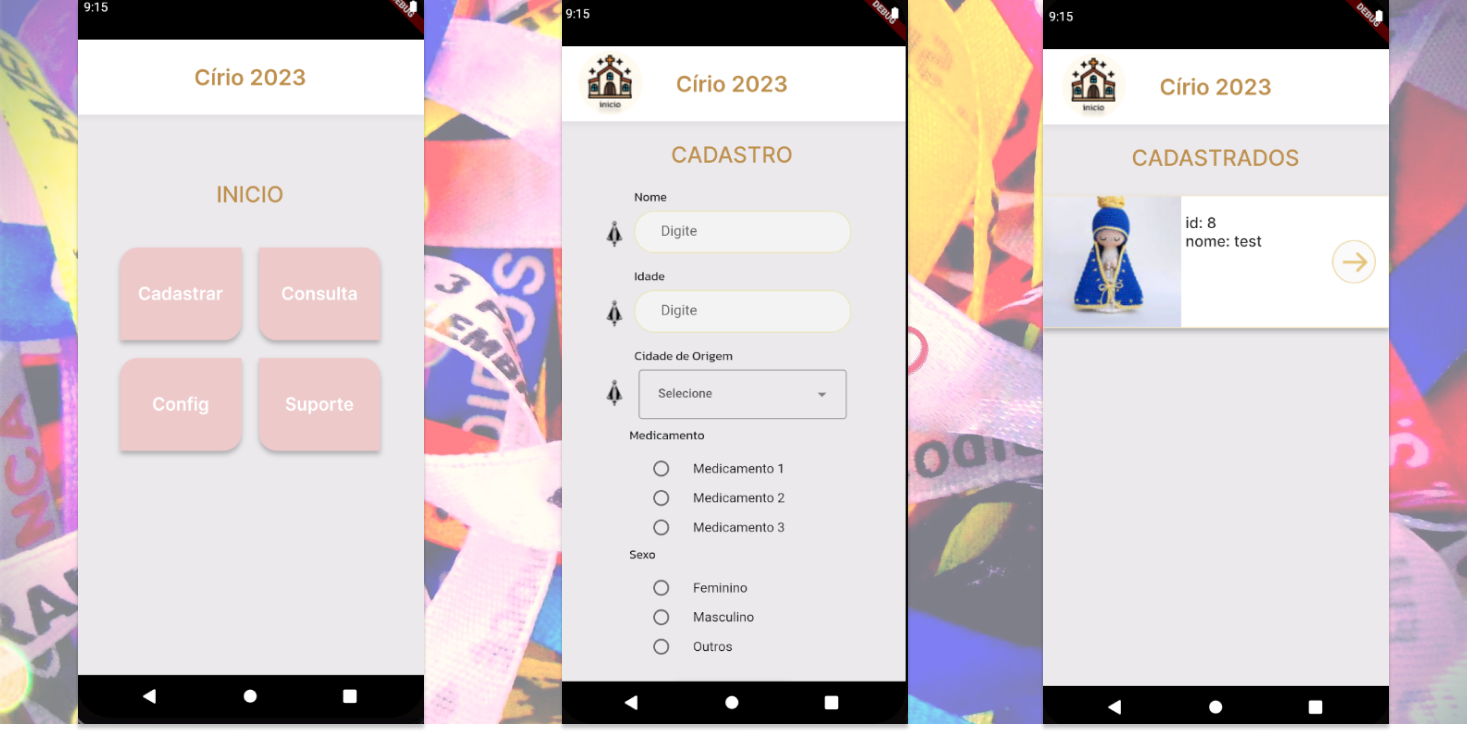 9:15
DEBUG
Círio 2023
INICIO
Cadastrar
Consulta
Config
Suporte
9:15
DEBUG
inicio
Círio 2023
CADASTRO
Nome
Digite
Idade
Digite
Cidade de Origem
Selecione
Medicamento
Medicamento 1
Medicamento 2
Medicamento 3
Sexo
Feminino
Masculino
Outros
9:15
DEBUG
inicio
Círio 2023
CADASTRADOS
id: 8
nome: test